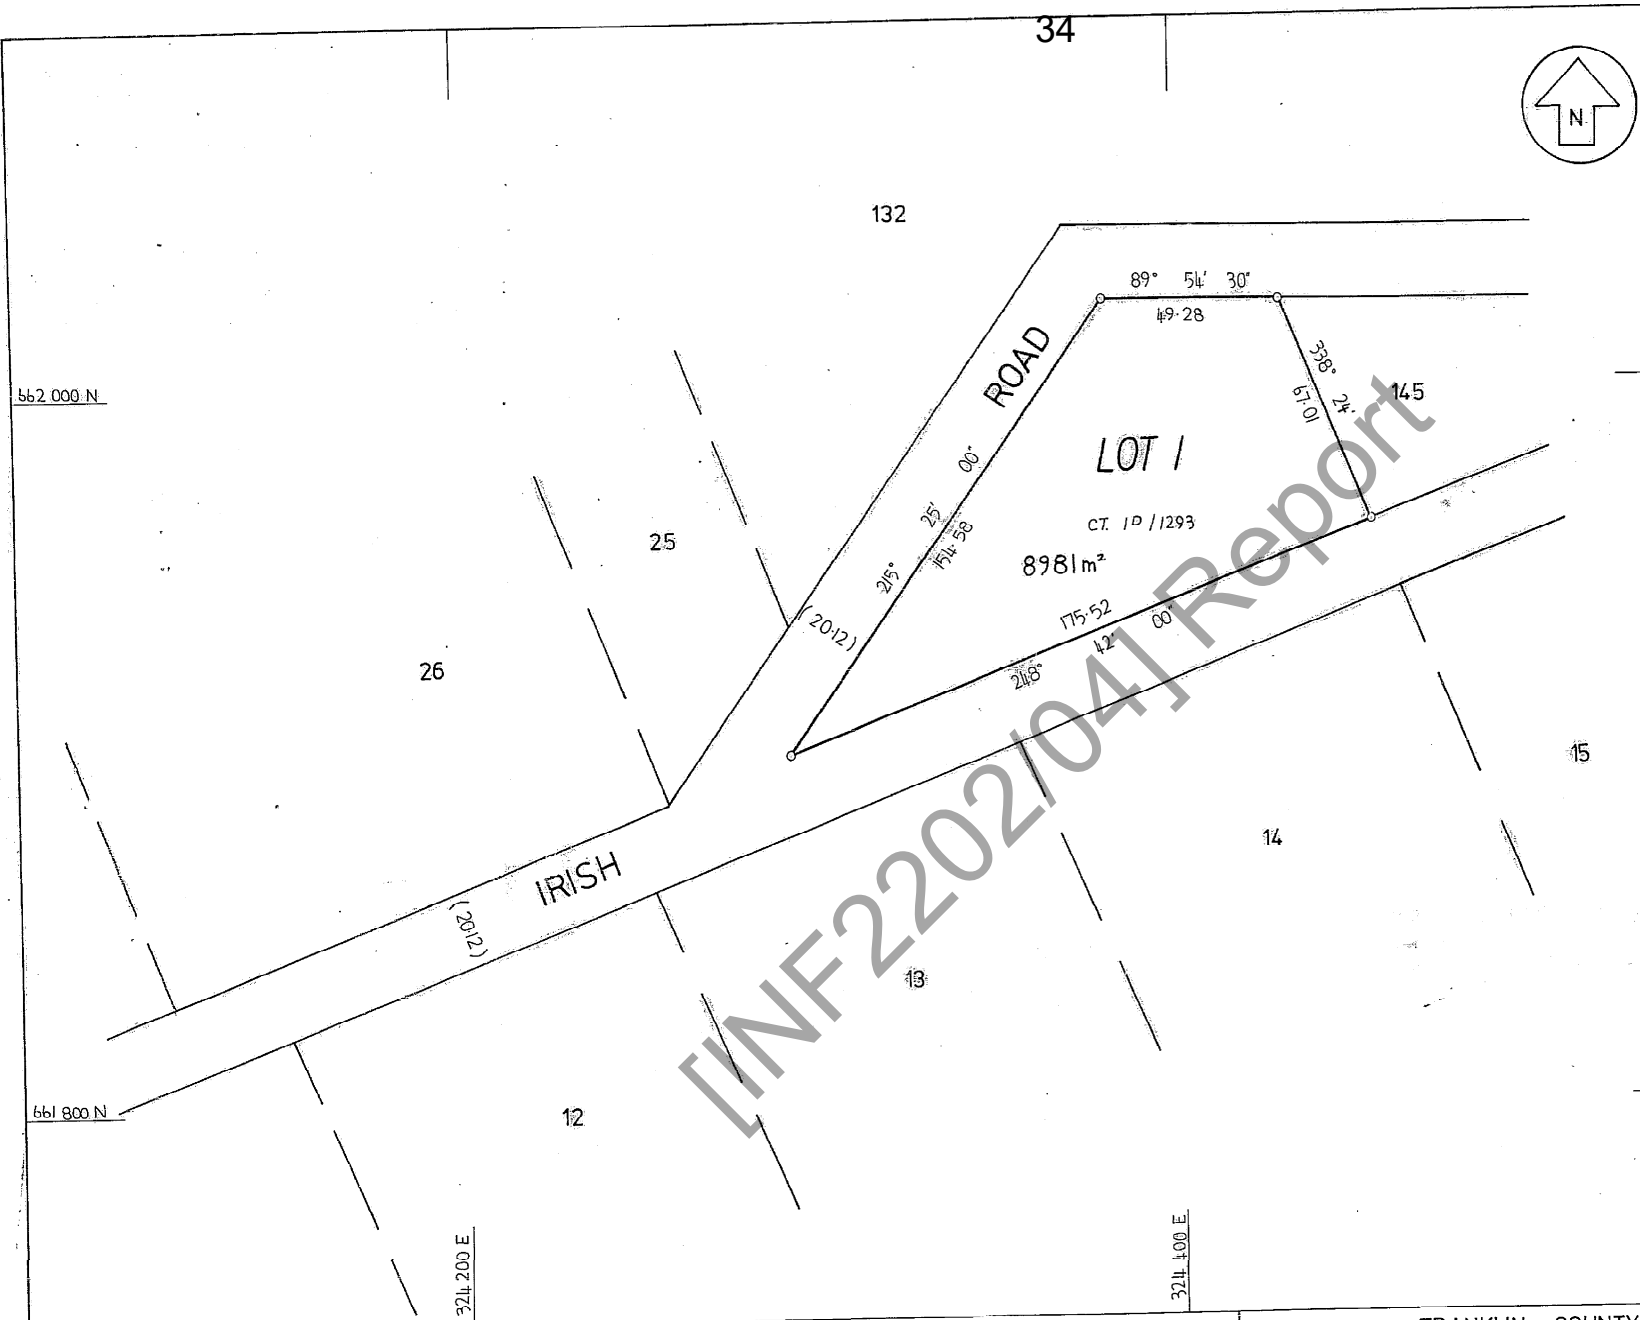 34
N
132
89° 54' 30"
49·28
ROAD
338° 24'
67·01
145
662 000 N
LOT 1
215° 25' 00"
154·58
CT. 1D/1293
8981m²
25
(20·12)
175·52
248° 42' 00"
26
15
14
IRISH
(20·12)
13
661 800 N
12
324 200 E
324 400 E
[INF2202/04] Report